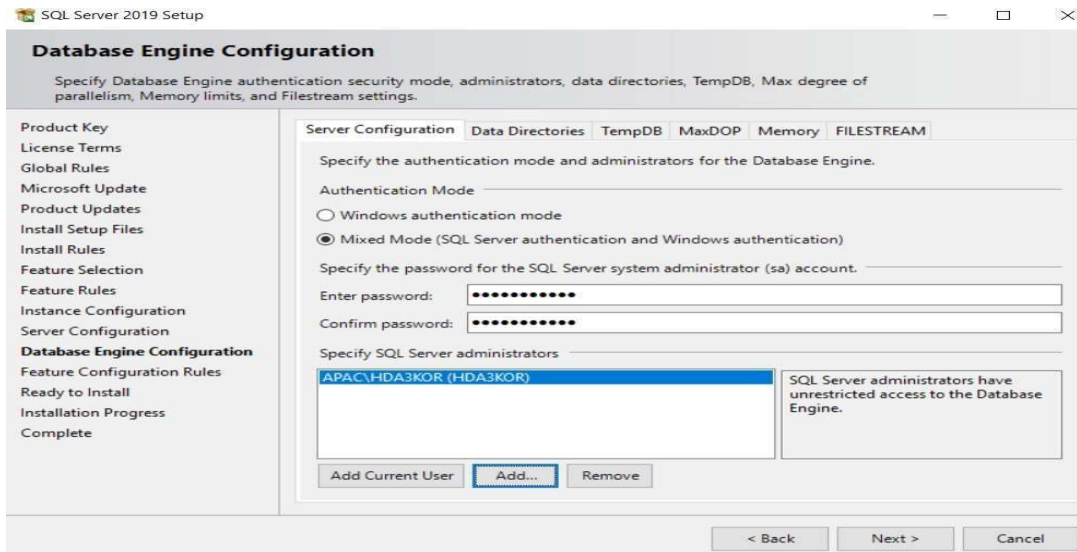 SQL Server 2019 Setup
Database Engine Configuration
Specify Database Engine authentication security mode, administrators, data directories, TempDB, Max degree of
parallelism, Memory limits, and Filestream settings.
Product Key
License Terms
Global Rules
Microsoft Update
Product Updates
Install Setup Files
Install Rules
Feature Selection
Feature Rules
Instance Configuration
Server Configuration
Database Engine Configuration
Feature Configuration Rules
Ready to Install
Installation Progress
Complete
Server Configuration Data Directories TempDB MaxDOP Memory FILESTREAM
Specify the authentication mode and administrators for the Database Engine.
Authentication Mode
Windows authentication mode
Mixed Mode (SQL Server authentication and Windows authentication)
Specify the password for the SQL Server system administrator (sa) account.
Enter password: ●●●●●●●●●●●
Confirm password: ●●●●●●●●●●●
Specify SQL Server administrators
APAC\HDA3KOR (HDA3KOR)
SQL Server administrators have
unrestricted access to the Database
Engine.
Add Current User Add... Remove
< Back Next > Cancel